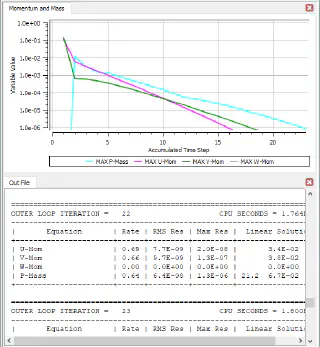 Momentum and Mass
1.0e+00
1.0e-01
1.0e-02
1.0e-03
1.0e-04
1.0e-05
1.0e-06
Variable Value
0 5 10 15 20
Accumulated Time Step
MAX P-Mass MAX U-Mom MAX V-Mom MAX W-Mom
Out File
OUTER LOOP ITERATION = 22 CPU SECONDS = 1.764E
| Equation | Rate | RMS Res | Max Res | Linear Solutio
| U-Mom | 0.69 | 7.7E-09 | 2.0E-08 | 3.4E-02
| V-Mom | 0.66 | 9.7E-09 | 1.3E-07 | 3.8E-02
| W-Mom | 0.00 | 0.0E+00 | 0.0E+00 | 0.0E+00
| P-Mass | 0.64 | 6.4E-08 | 1.3E-06 | 21.2 6.7E-02
OUTER LOOP ITERATION = 23 CPU SECONDS = 1.800E
| Equation | Rate | RMS Res | Max Res | Linear Solutio